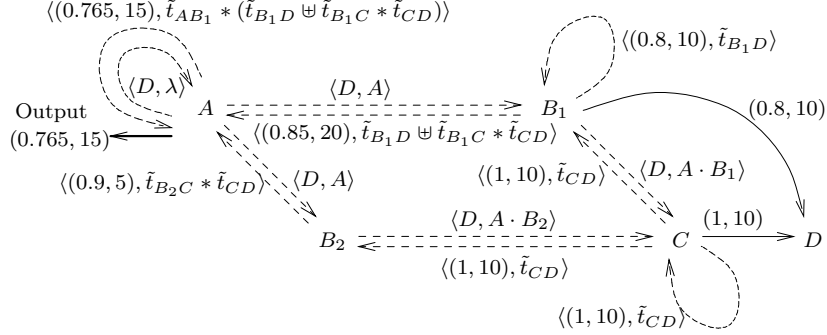 ⟨(0.765, 15), t̃_{AB_1} ∗ (t̃_{B_1D} ⊎ t̃_{B_1C} ∗ t̃_{CD})⟩
⟨(0.8, 10), t̃_{B_1D}⟩
⟨D, λ⟩
⟨D, A⟩
Output
A
B_1
(0.8, 10)
(0.765, 15)
⟨(0.85, 20), t̃_{B_1D} ⊎ t̃_{B_1C} ∗ t̃_{CD}⟩
⟨(0.9, 5), t̃_{B_2C} ∗ t̃_{CD}⟩
⟨D, A⟩
⟨(1, 10), t̃_{CD}⟩
⟨D, A · B_1⟩
⟨D, A · B_2⟩
(1, 10)
B_2
C
D
⟨(1, 10), t̃_{CD}⟩
⟨(1, 10), t̃_{CD}⟩